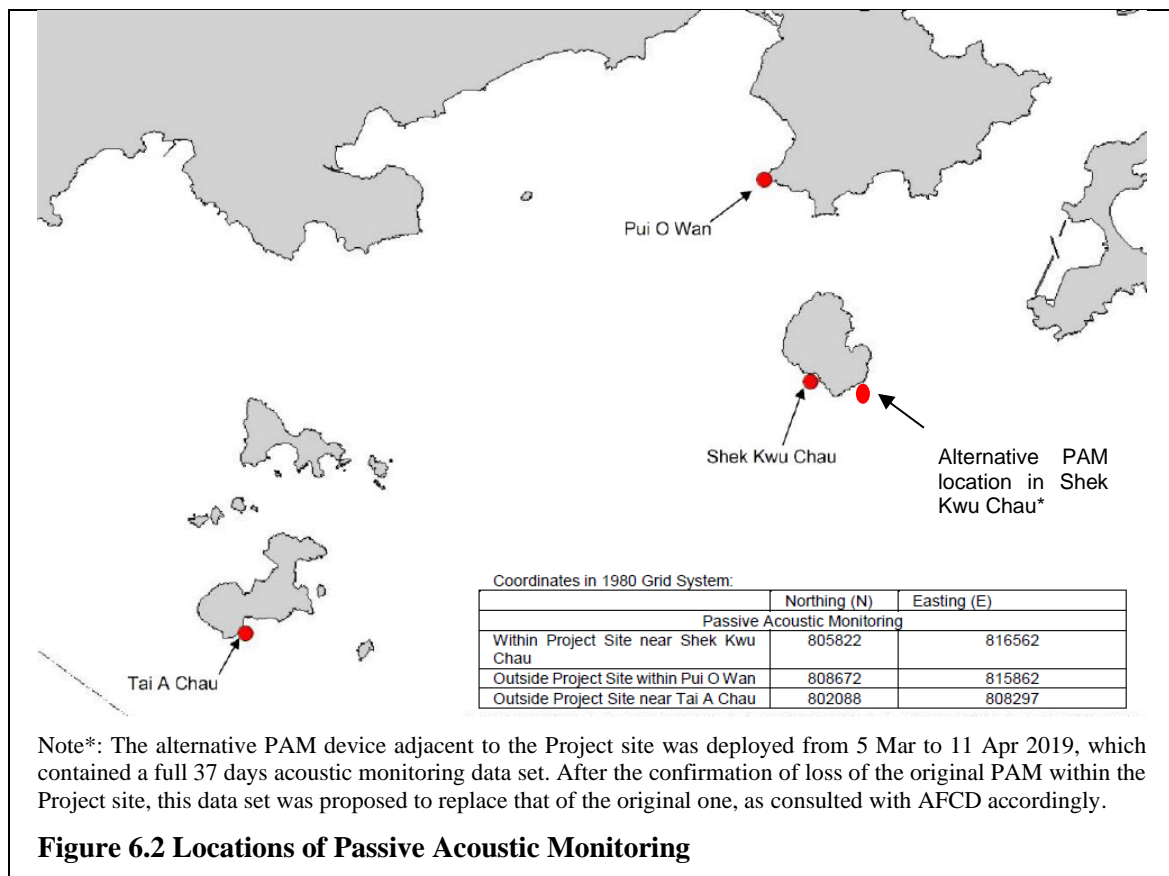 Pui O Wan
Shek Kwu Chau
Alternative PAM
location in Shek
Kwu Chau*
Tai A Chau
Coordinates in 1980 Grid System:
Northing (N) Easting (E)
Passive Acoustic Monitoring
Within Project Site near Shek Kwu 805822 816562
Chau
Outside Project Site within Pui O Wan 808672 815862
Outside Project Site near Tai A Chau 802088 808297
Note*: The alternative PAM device adjacent to the Project site was deployed from 5 Mar to 11 Apr 2019, which
contained a full 37 days acoustic monitoring data set. After the confirmation of loss of the original PAM within the
Project site, this data set was proposed to replace that of the original one, as consulted with AFCD accordingly.
Figure 6.2 Locations of Passive Acoustic Monitoring